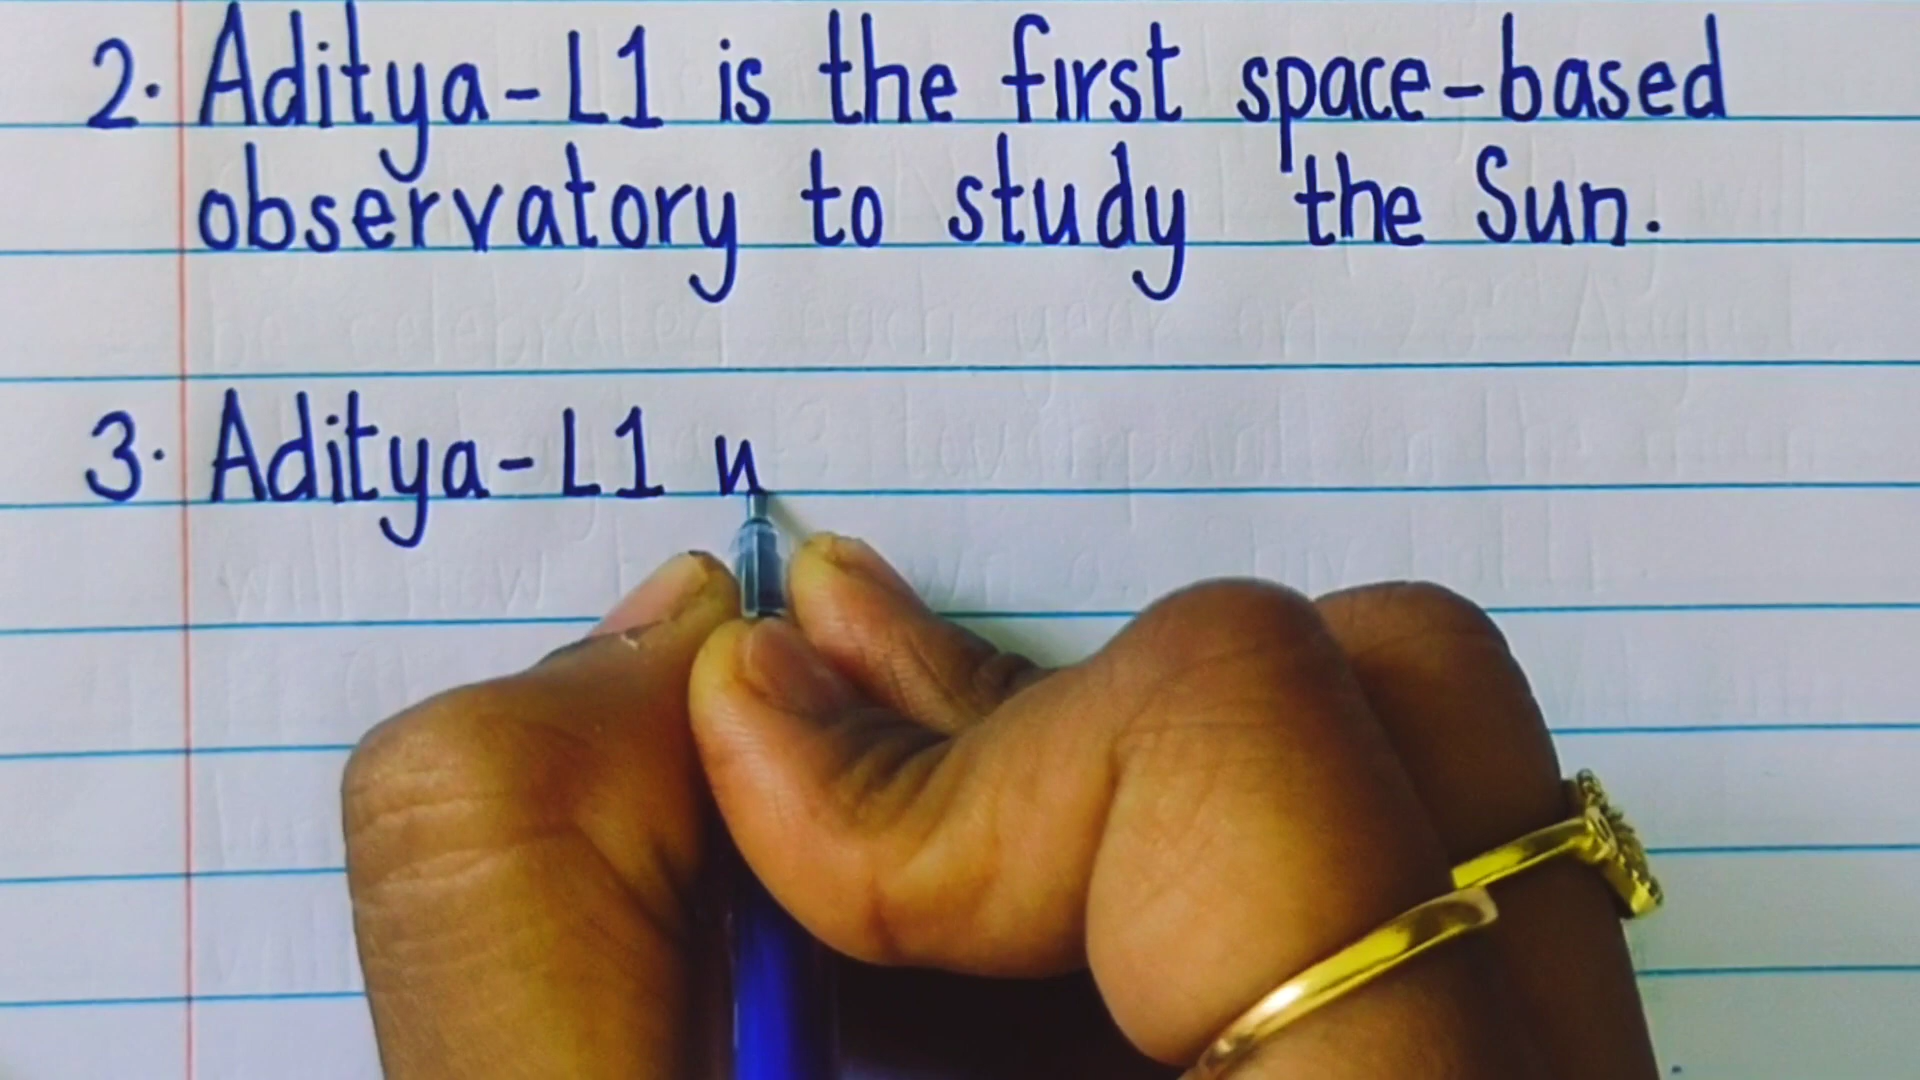 2. Aditya-L1 is the first space-based
observatory to study the Sun.
3. Aditya-L1